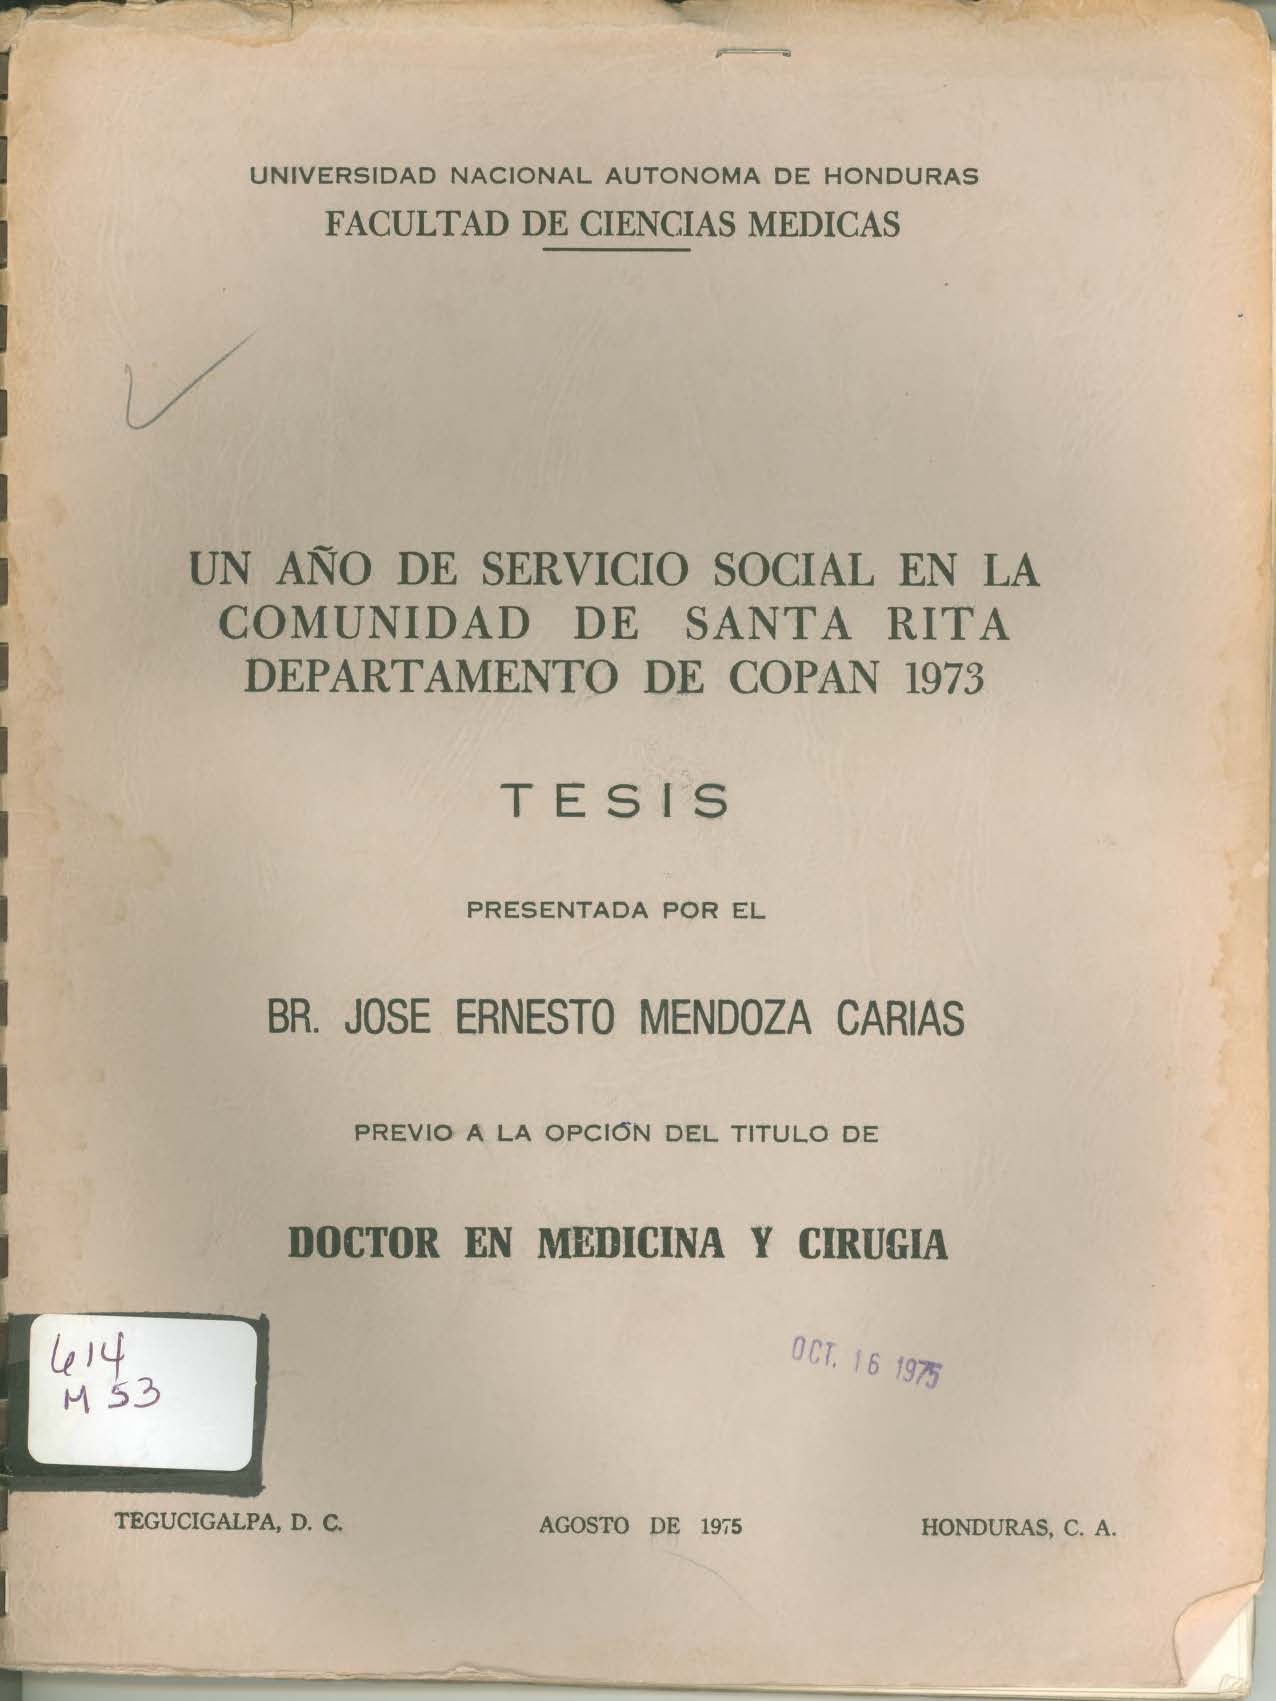 UNIVERSIDAD NACIONAL AUTONOMA DE HONDURAS
FACULTAD DE CIENCIAS MEDICAS
UN AÑO DE SERVICIO SOCIAL EN LA
COMUNIDAD DE SANTA RITA
DEPARTAMENTO DE COPAN 1973
TESIS
PRESENTADA POR EL
BR. JOSE ERNESTO MENDOZA CARIAS
PREVIO A LA OPCIÓN DEL TITULO DE
DOCTOR EN MEDICINA Y CIRUGIA
614
M 53
OCT. 16 1975
TEGUCIGALPA, D. C. AGOSTO DE 1975 HONDURAS, C. A.